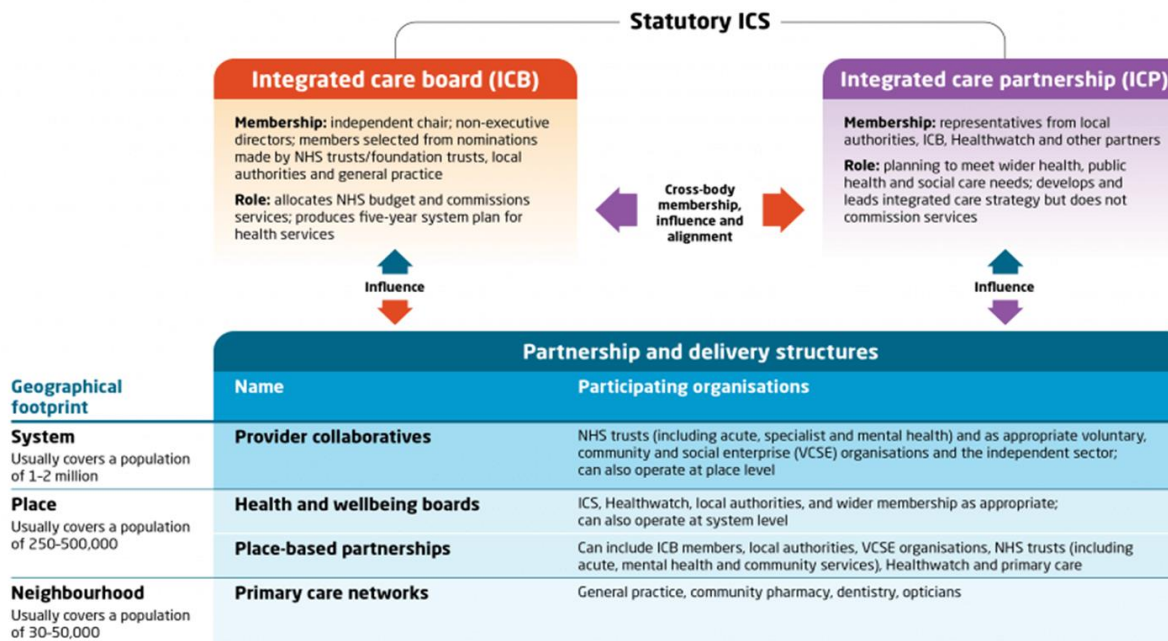 Statutory ICS
Integrated care board (ICB)
Membership: independent chair; non-executive
directors; members selected from nominations
made by NHS trusts/foundation trusts, local
authorities and general practice
Role: allocates NHS budget and commissions
services; produces five-year system plan for
health services
Cross-body
membership,
influence and
alignment
Integrated care partnership (ICP)
Membership: representatives from local
authorities, ICB, Healthwatch and other partners
Role: planning to meet wider health, public
health and social care needs; develops and
leads integrated care strategy but does not
commission services
Influence
Influence
Partnership and delivery structures
Geographical
footprint
Name
Participating organisations
System
Usually covers a population
of 1–2 million
Provider collaboratives
NHS trusts (including acute, specialist and mental health) and as appropriate voluntary,
community and social enterprise (VCSE) organisations and the independent sector;
can also operate at place level
Place
Usually covers a population
of 250–500,000
Health and wellbeing boards
ICS, Healthwatch, local authorities, and wider membership as appropriate;
can also operate at system level
Place-based partnerships
Can include ICB members, local authorities, VCSE organisations, NHS trusts (including
acute, mental health and community services), Healthwatch and primary care
Neighbourhood
Usually covers a population
of 30–50,000
Primary care networks
General practice, community pharmacy, dentistry, opticians